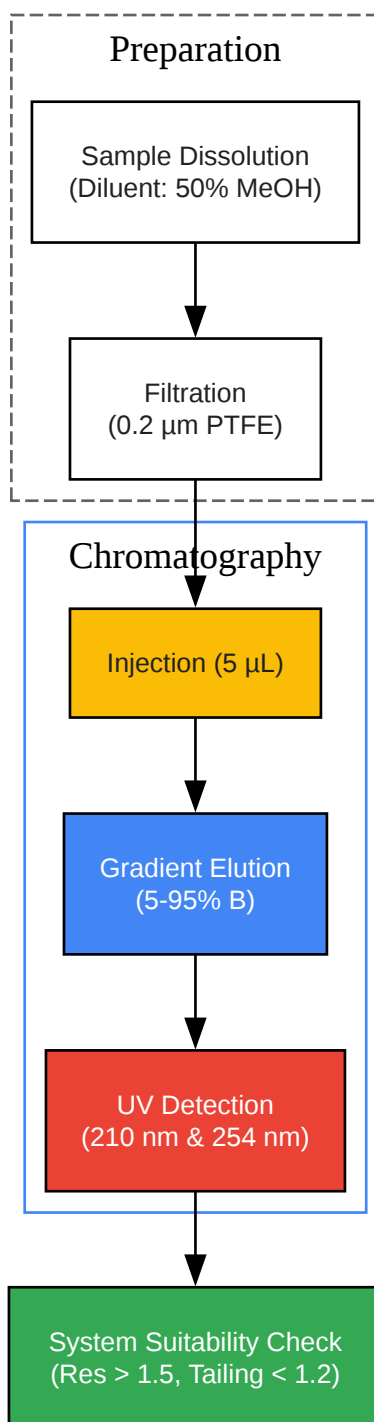 Preparation
Sample Dissolution
(Diluent: 50% MeOH)
Filtration
(0.2 µm PTFE)
Chromatography
Injection (5 µL)
Gradient Elution
(5-95% B)
UV Detection
(210 nm & 254 nm)
System Suitability Check
(Res > 1.5, Tailing < 1.2)